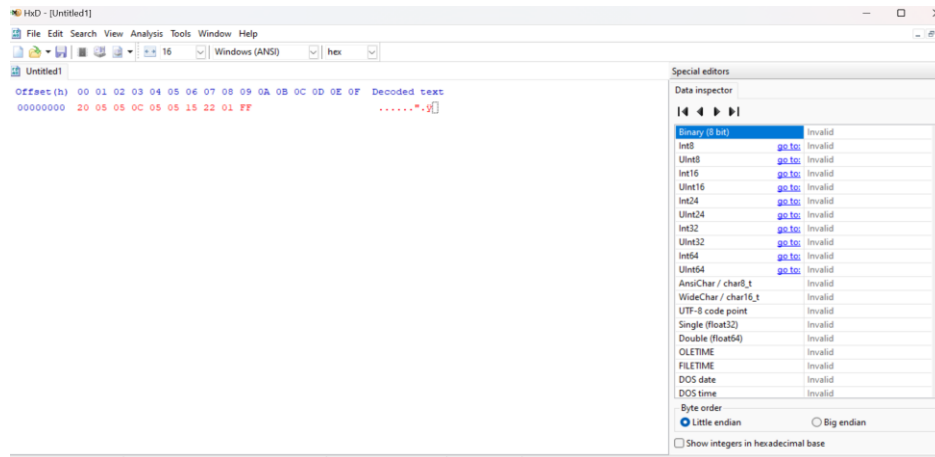 HxD - [Untitled1]
File Edit Search View Analysis Tools Window Help
16 Windows (ANSI) hex
Untitled1
Offset(h) 00 01 02 03 04 05 06 07 08 09 0A 0B 0C 0D 0E 0F Decoded text
00000000 20 05 05 0C 05 05 15 22 01 FF ......".ÿ
Special editors
Data inspector
Binary (8 bit) Invalid
Int8 go to: Invalid
UInt8 go to: Invalid
Int16 go to: Invalid
UInt16 go to: Invalid
Int24 go to: Invalid
UInt24 go to: Invalid
Int32 go to: Invalid
UInt32 go to: Invalid
Int64 go to: Invalid
UInt64 go to: Invalid
AnsiChar / char8_t Invalid
WideChar / char16_t Invalid
UTF-8 code point Invalid
Single (float32) Invalid
Double (float64) Invalid
OLETIME Invalid
FILETIME Invalid
DOS date Invalid
DOS time Invalid
Byte order
Little endian Big endian
Show integers in hexadecimal base